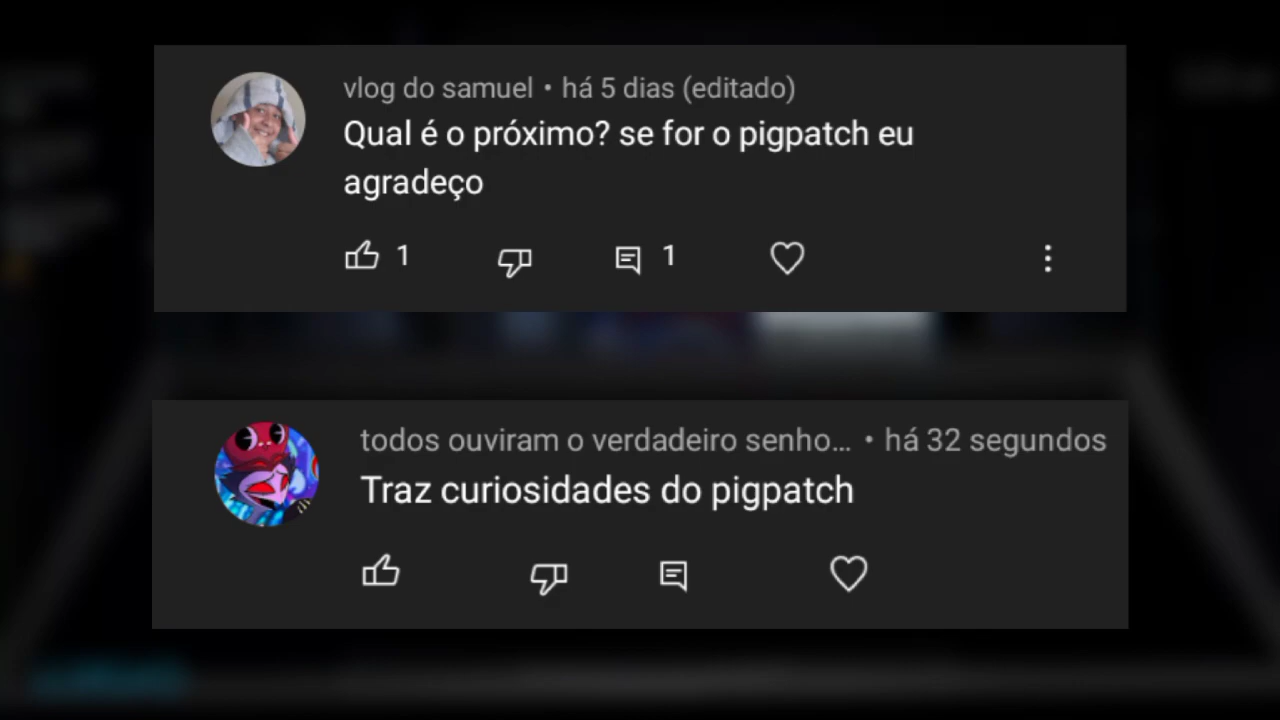 vlog do samuel • há 5 dias (editado)
Qual é o próximo? se for o pigpatch eu
agradeço
1 1
todos ouviram o verdadeiro senho... • há 32 segundos
Traz curiosidades do pigpatch